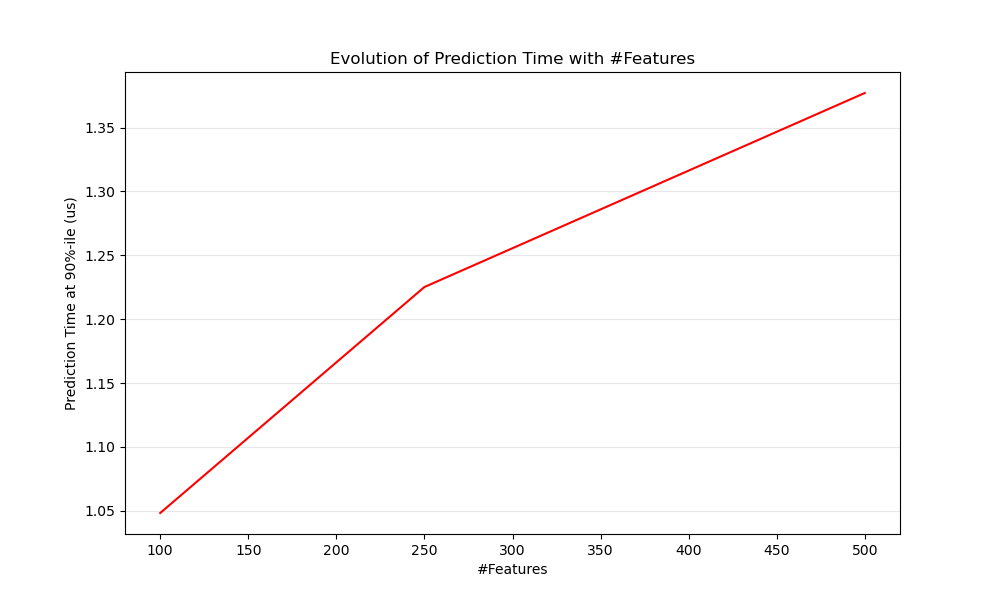 Evolution of Prediction Time with #Features
Prediction Time at 90%-ile (us)
1.35
1.30
1.25
1.20
1.15
1.10
1.05
100 150 200 250 300 350 400 450 500
#Features